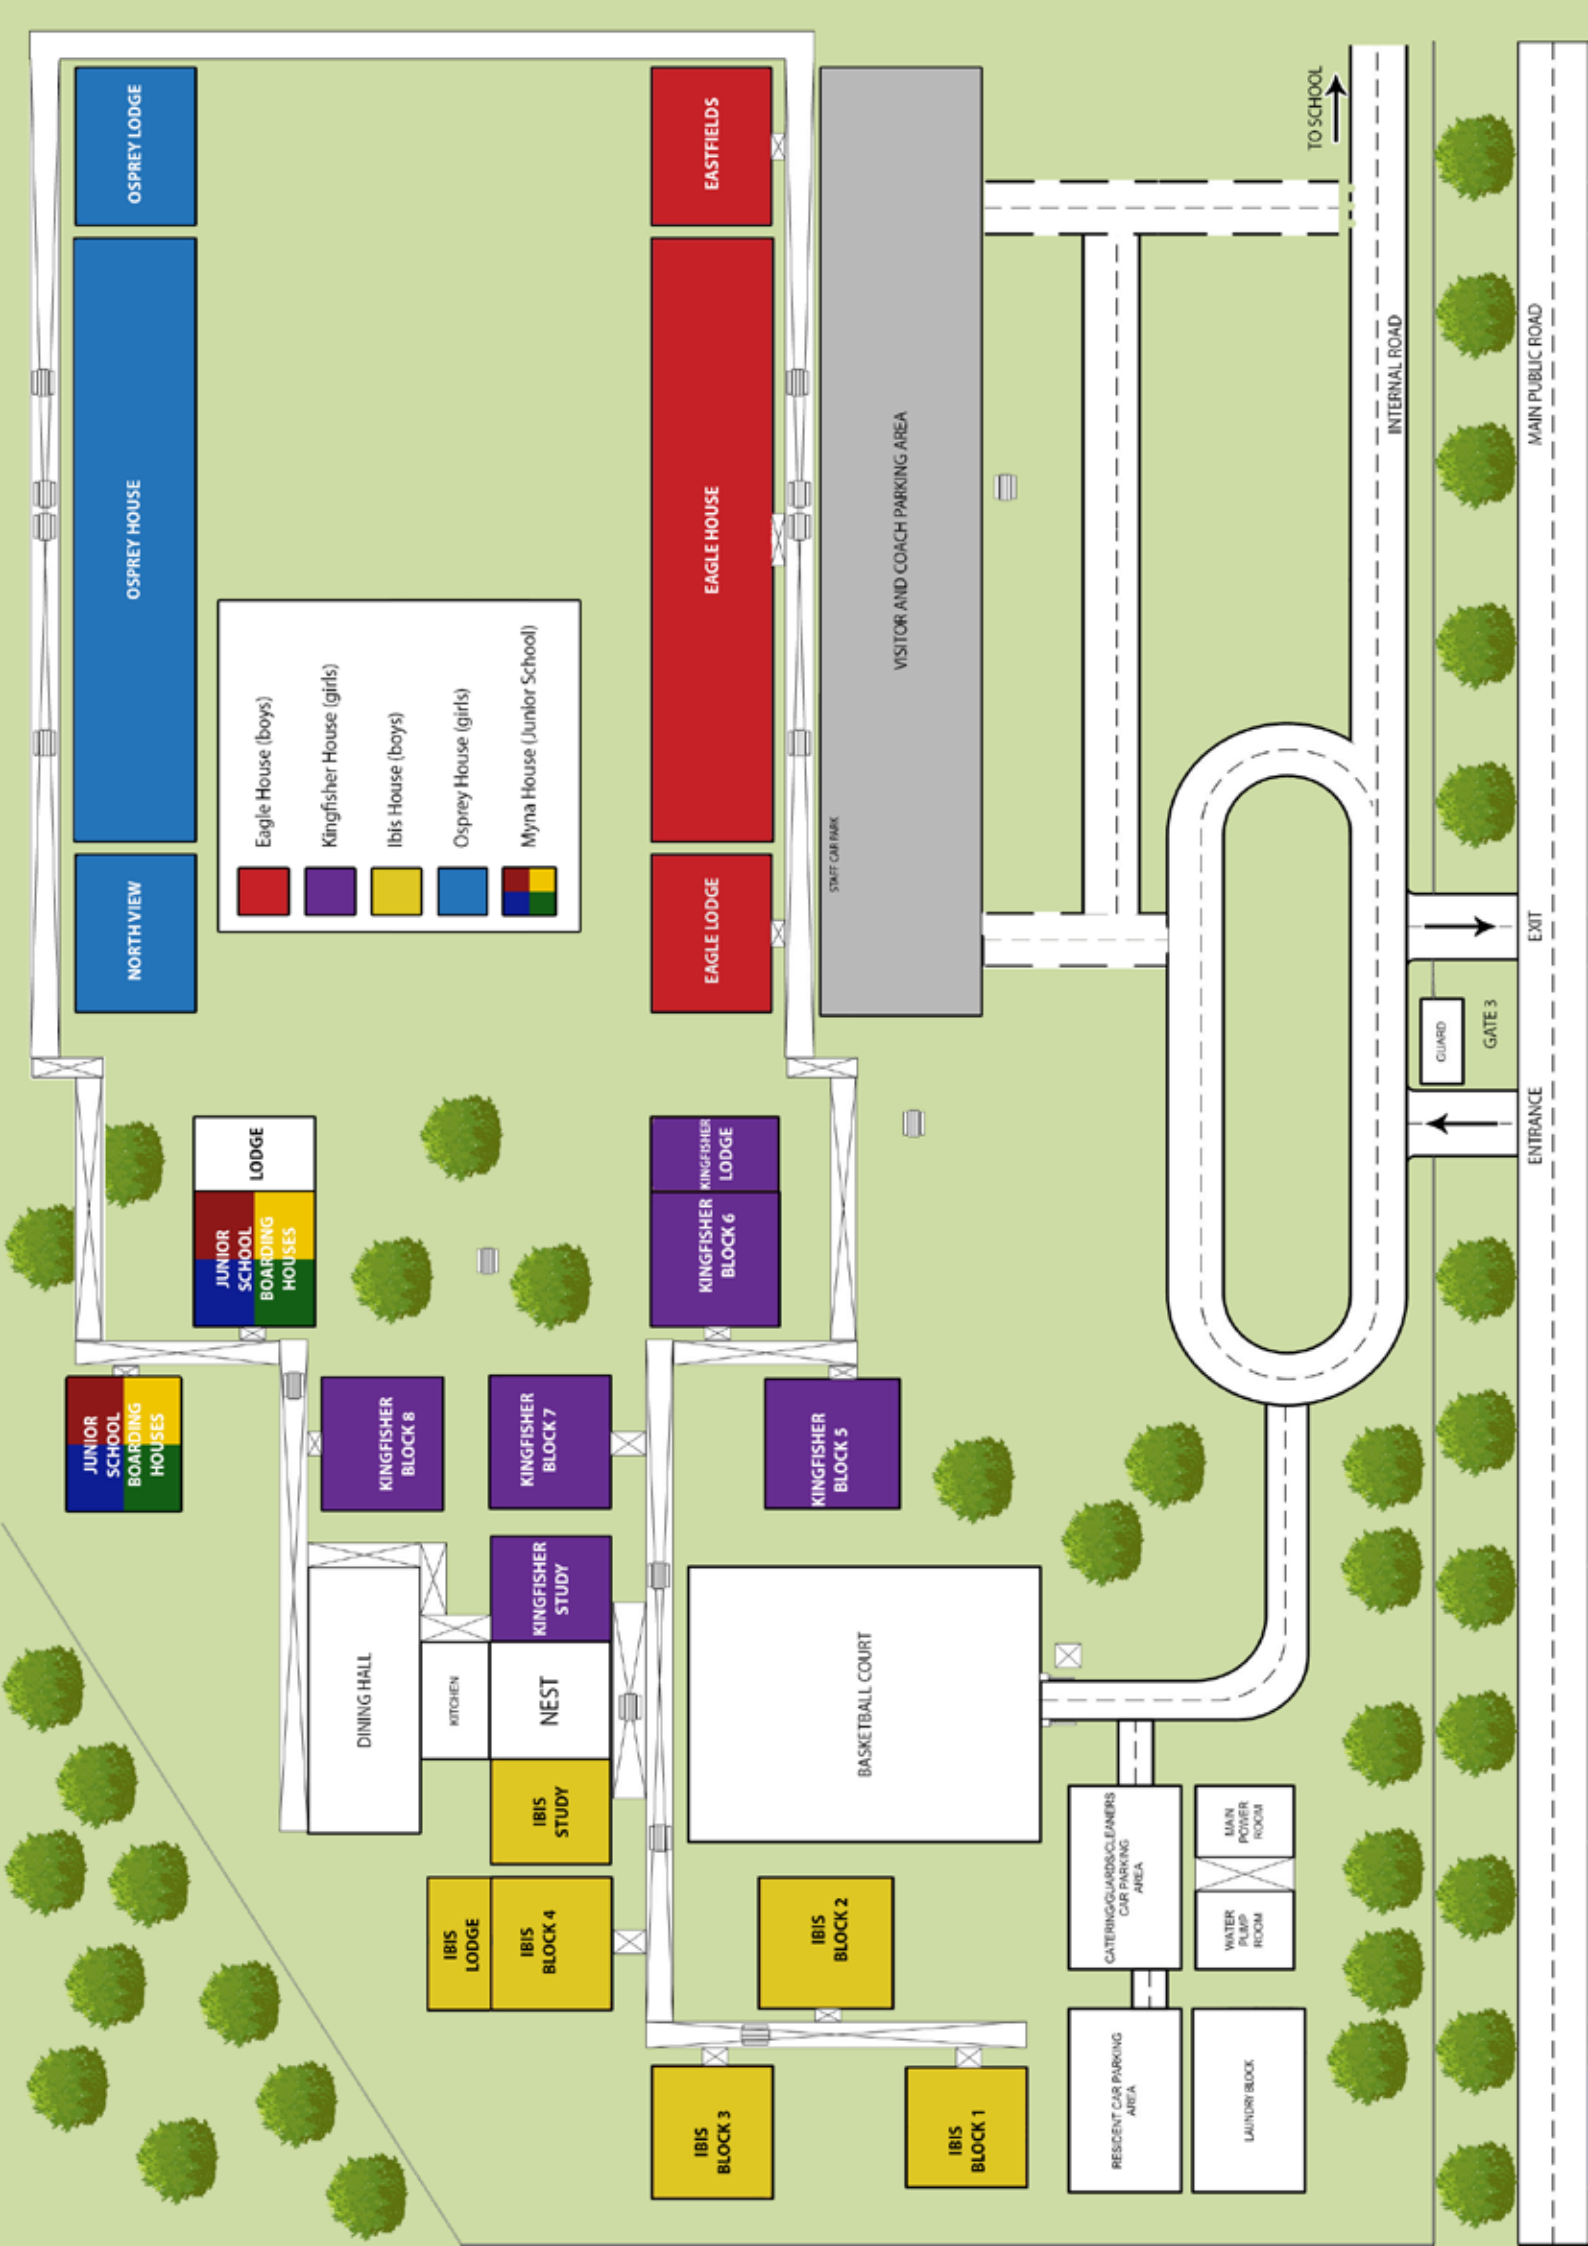 OSPREY LODGE
OSPREY HOUSE
NORTH VIEW
EASTFIELDS
EAGLE HOUSE
EAGLE LODGE
Eagle House (boys)
Kingfisher House (girls)
Ibis House (boys)
Osprey House (girls)
Myna House (Junior School)
VISITOR AND COACH PARKING AREA
STAFF CAR PARK
TO SCHOOL
INTERNAL ROAD
MAIN PUBLIC ROAD
EXIT
GATE 3
GUARD
ENTRANCE
LODGE
JUNIOR
SCHOOL
BOARDING
HOUSES
JUNIOR
SCHOOL
BOARDING
HOUSES
KINGFISHER
LODGE
KINGFISHER
BLOCK 6
KINGFISHER
BLOCK 8
KINGFISHER
BLOCK 7
KINGFISHER
BLOCK 5
KINGFISHER
STUDY
DINING HALL
KITCHEN
NEST
IBIS
STUDY
BASKETBALL COURT
IBIS
LODGE
IBIS
BLOCK 4
IBIS
BLOCK 2
IBIS
BLOCK 3
IBIS
BLOCK 1
CATERING/GUARDS/CLEANERS
CAR PARKING
AREA
MAIN
POWER
ROOM
WATER
PUMP
ROOM
RESIDENT CAR PARKING
AREA
LAUNDRY BLOCK